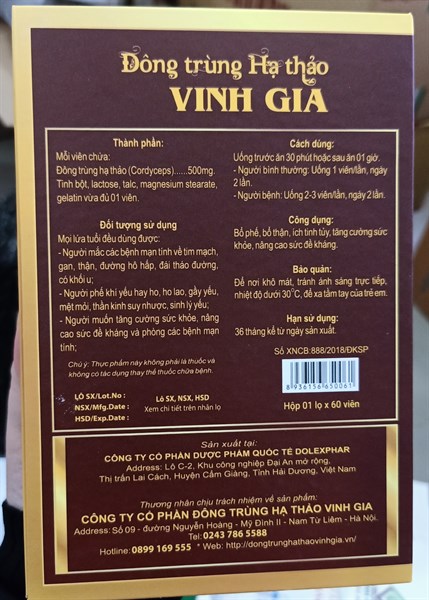 Đông trùng Hạ thảo
VINH GIA
Thành phần:
Mỗi viên chứa:
Đông trùng hạ thảo (Cordyceps)......500mg.
Tinh bột, lactose, talc, magnesium stearate,
gelatin vừa đủ 01 viên.
Đối tượng sử dụng
Mọi lứa tuổi đều dùng được:
- Người mắc các bệnh mạn tính về tim mạch,
gan, thận, đường hô hấp, đái tháo đường,
có khối u;
- Người phế khí yếu hay ho, ho lao, gầy yếu,
mệt mỏi, thần kinh suy nhược, sinh lý yếu;
- Người muốn tăng cường sức khỏe, nâng
cao sức đề kháng và phòng các bệnh mạn
tính;
Chú ý: Thực phẩm này không phải là thuốc và
không có tác dụng thay thế thuốc chữa bệnh.
LÔ SX/Lot.No :
NSX/Mfg.Date :
HSD/Exp.Date :
Lô SX, NSX, HSD
Xem chi tiết trên nhãn lọ
Cách dùng:
Uống trước ăn 30 phút hoặc sau ăn 01 giờ.
- Người bình thường: Uống 1 viên/lần, ngày
2 lần.
- Người bệnh: Uống 2-3 viên/lần, ngày 2 lần.
Công dụng:
Bổ phế, bổ thận, ích tinh tủy, tăng cường sức
khỏe, nâng cao sức đề kháng.
Bảo quản:
Để nơi khô mát, tránh ánh sáng trực tiếp,
nhiệt độ dưới 30°C, để xa tầm tay của trẻ em.
Hạn sử dụng:
36 tháng kể từ ngày sản xuất.
Số XNCB:888/2018/ĐKSP
8936156650061
Hộp 01 lọ x 60 viên
Sản xuất tại:
CÔNG TY CỔ PHẦN DƯỢC PHẨM QUỐC TẾ DOLEXPHAR
Address: Lô C-2, Khu công nghiệp Đại An mở rộng,
Thị trấn Lai Cách, Huyện Cẩm Giàng, Tỉnh Hải Dương, Việt Nam
Thương nhân chịu trách nhiệm về sản phẩm:
CÔNG TY CỔ PHẦN ĐÔNG TRÙNG HẠ THẢO VINH GIA
Address: Số 09 - đường Nguyễn Hoàng - Mỹ Đình II - Nam Từ Liêm - Hà Nội.
Tel: 0243 786 5588
Hotline: 0899 169 555 * Web: http://dongtrunghathaovinhgia.vn/